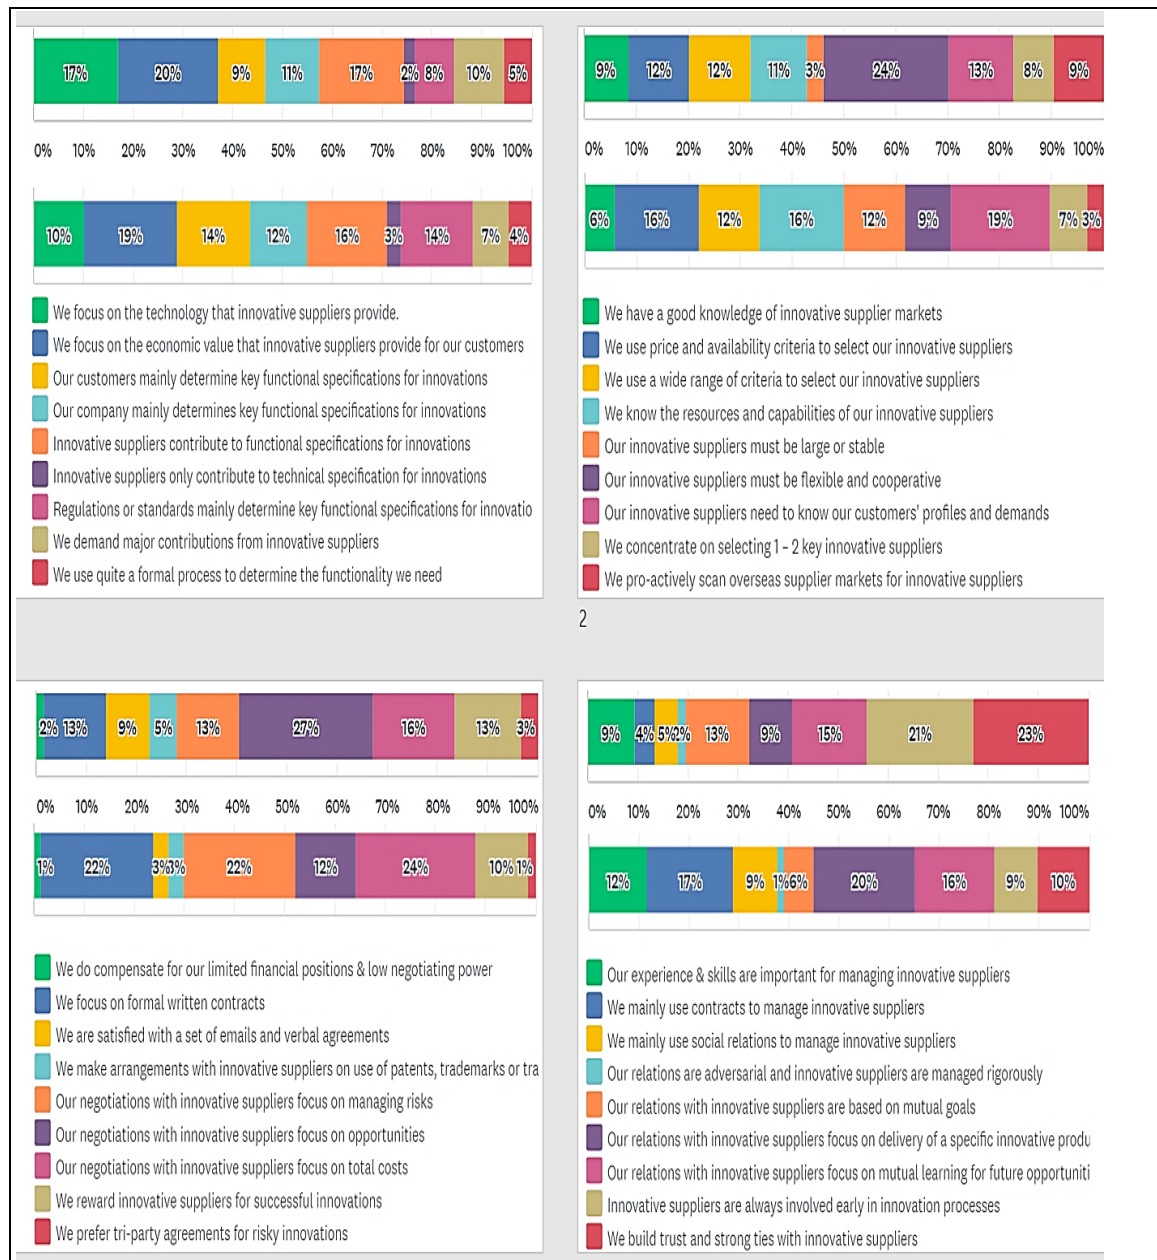 17% 20% 9% 11% 17% 2% 8% 10% 5%
0% 10% 20% 30% 40% 50% 60% 70% 80% 90% 100%
10% 19% 14% 12% 16% 3% 14% 7% 4%
We focus on the technology that innovative suppliers provide.
We focus on the economic value that innovative suppliers provide for our customers
Our customers mainly determine key functional specifications for innovations
Our company mainly determines key functional specifications for innovations
Innovative suppliers contribute to functional specifications for innovations
Innovative suppliers only contribute to technical specification for innovations
Regulations or standards mainly determine key functional specifications for innovatio
We demand major contributions from innovative suppliers
We use quite a formal process to determine the functionality we need
9% 12% 12% 11% 3% 24% 13% 8% 9%
0% 10% 20% 30% 40% 50% 60% 70% 80% 90% 100%
6% 16% 12% 16% 12% 9% 19% 7% 3%
We have a good knowledge of innovative supplier markets
We use price and availability criteria to select our innovative suppliers
We use a wide range of criteria to select our innovative suppliers
We know the resources and capabilities of our innovative suppliers
Our innovative suppliers must be large or stable
Our innovative suppliers must be flexible and cooperative
Our innovative suppliers need to know our customers' profiles and demands
We concentrate on selecting 1 – 2 key innovative suppliers
We pro-actively scan overseas supplier markets for innovative suppliers
2
2% 13% 9% 5% 13% 27% 16% 13% 3%
0% 10% 20% 30% 40% 50% 60% 70% 80% 90% 100%
1% 22% 3% 3% 22% 12% 24% 10% 1%
We do compensate for our limited financial positions & low negotiating power
We focus on formal written contracts
We are satisfied with a set of emails and verbal agreements
We make arrangements with innovative suppliers on use of patents, trademarks or tra
Our negotiations with innovative suppliers focus on managing risks
Our negotiations with innovative suppliers focus on opportunities
Our negotiations with innovative suppliers focus on total costs
We reward innovative suppliers for successful innovations
We prefer tri-party agreements for risky innovations
9% 4% 5% 2% 13% 9% 15% 21% 23%
0% 10% 20% 30% 40% 50% 60% 70% 80% 90% 100%
12% 17% 9% 1% 6% 20% 16% 9% 10%
Our experience & skills are important for managing innovative suppliers
We mainly use contracts to manage innovative suppliers
We mainly use social relations to manage innovative suppliers
Our relations are adversarial and innovative suppliers are managed rigorously
Our relations with innovative suppliers are based on mutual goals
Our relations with innovative suppliers focus on delivery of a specific innovative produ
Our relations with innovative suppliers focus on mutual learning for future opportuniti
Innovative suppliers are always involved early in innovation processes
We build trust and strong ties with innovative suppliers